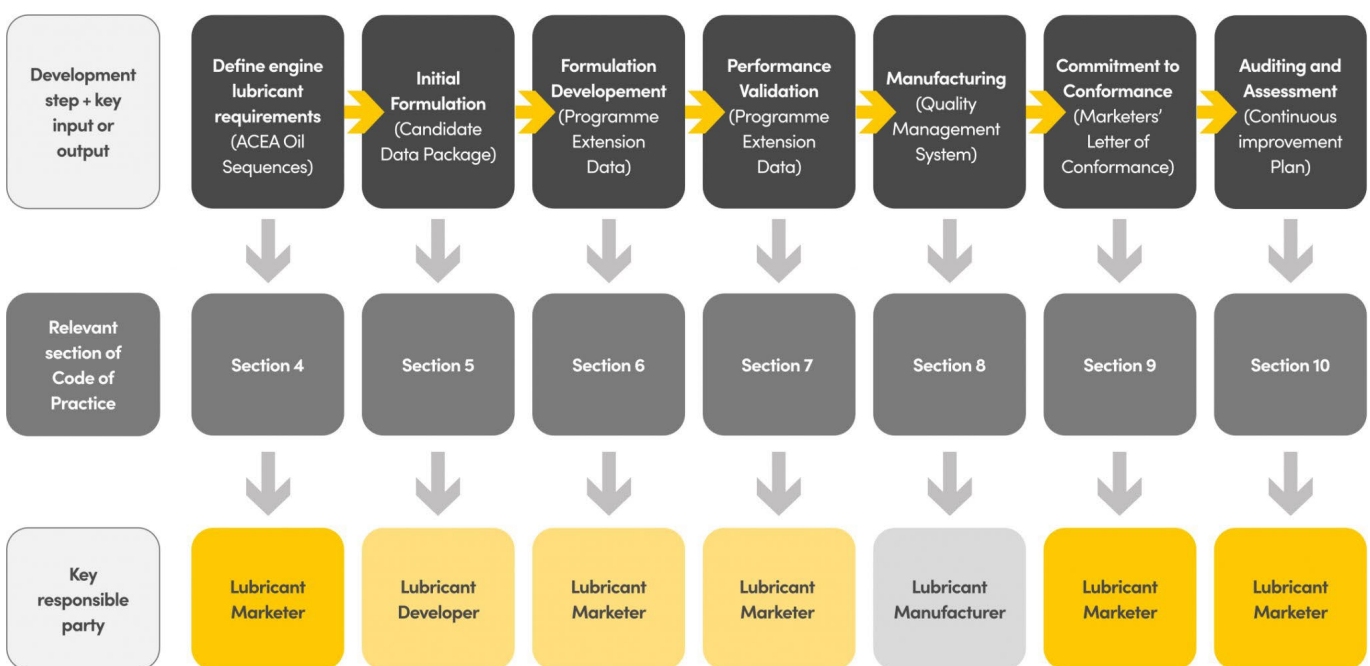 Development
step + key
input or
output
Define engine
lubricant
requirements
(ACEA Oil
Sequences)
Initial
Formulation
(Candidate
Data Package)
Formulation
Developement
(Programme
Extension
Data)
Performance
Validation
(Programme
Extension
Data)
Manufacturing
(Quality
Management
System)
Commitment to
Conformance
(Marketers’
Letter of
Conformance)
Auditing and
Assessment
(Continuous
improvement
Plan)
Relevant
section of
Code of
Practice
Section 4
Section 5
Section 6
Section 7
Section 8
Section 9
Section 10
Key
responsible
party
Lubricant
Marketer
Lubricant
Developer
Lubricant
Marketer
Lubricant
Marketer
Lubricant
Manufacturer
Lubricant
Marketer
Lubricant
Marketer